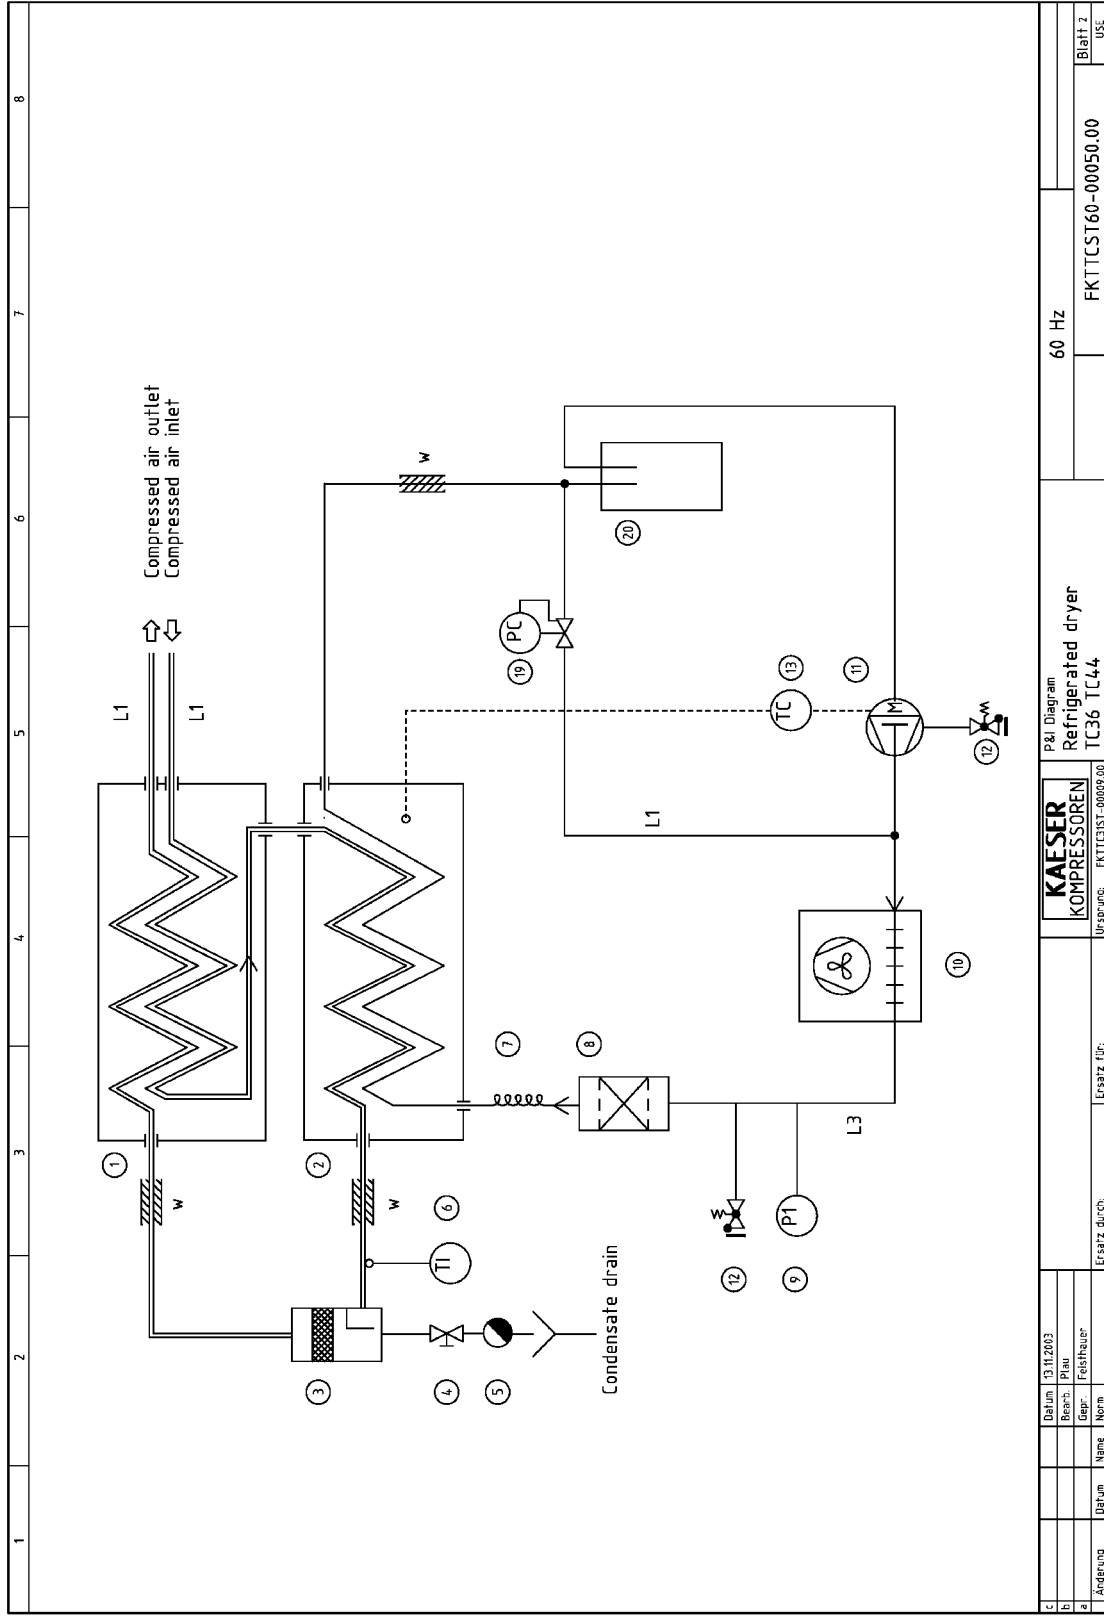 1 2 3 4 5 6 7 8
Compressed air outlet
Compressed air inlet
L1
L1
1
w
2
w
w
3
TI
6
4
5
Condensate drain
7
8
PC
19
20
L1
TC
13
11
M
12
10
L3
12
P1
9
c
b
a
Änderung
Datum
Name
Datum 13.11.2003
Bearb. Plau
Gepr. Felsthauer
Norm
Ersatz durch:
Ersatz für:
KAESER
KOMPRESSOREN
Ursprung: FKTTC31ST-00009.00
P&I Diagram
Refrigerated dryer
TC36 TC44
60 Hz
FKTTCST60-00050.00
Blatt 2
USE